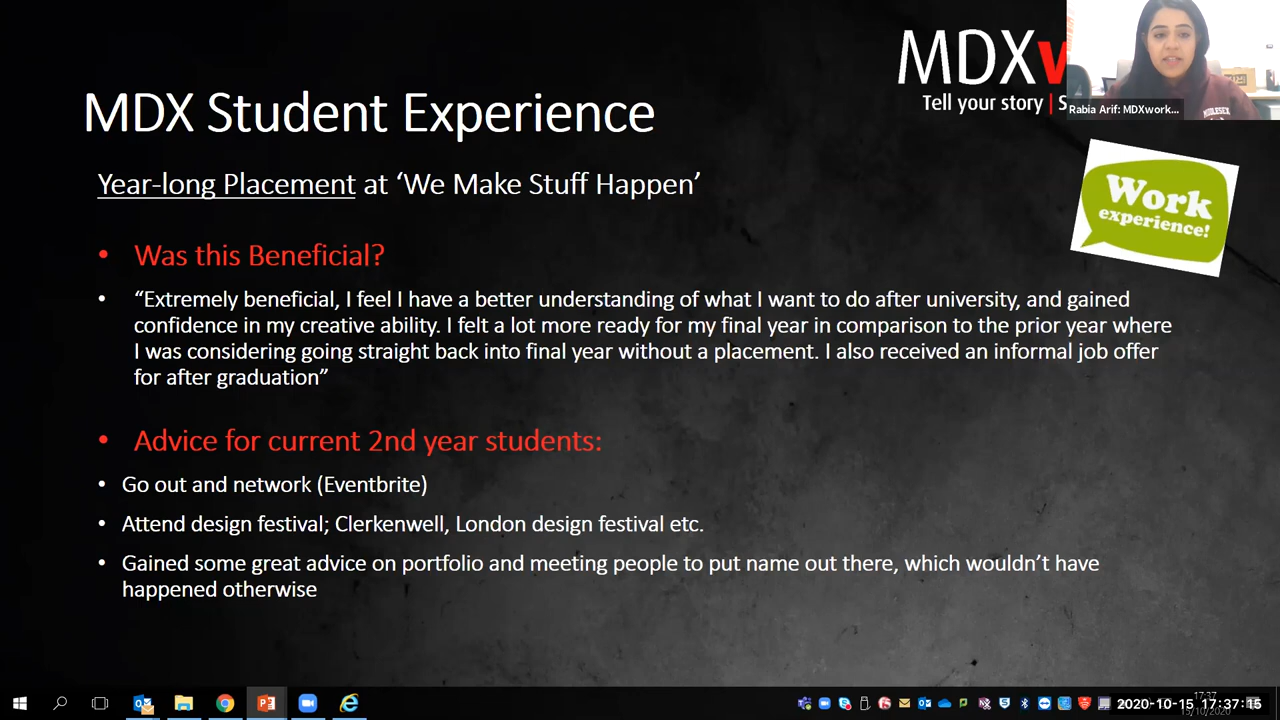 MDXw
Tell your story | S
Rabia Arif: MDXwork...
MDX Student Experience
Work
experience!
Year-long Placement at ‘We Make Stuff Happen’
• Was this Beneficial?
• “Extremely beneficial, I feel I have a better understanding of what I want to do after university, and gained
confidence in my creative ability. I felt a lot more ready for my final year in comparison to the prior year where
I was considering going straight back into final year without a placement. I also received an informal job offer
for after graduation”
• Advice for current 2nd year students:
• Go out and network (Eventbrite)
• Attend design festival; Clerkenwell, London design festival etc.
• Gained some great advice on portfolio and meeting people to put name out there, which wouldn’t have
happened otherwise
17:37
2020-10-15 17:37:15
15/10/2020